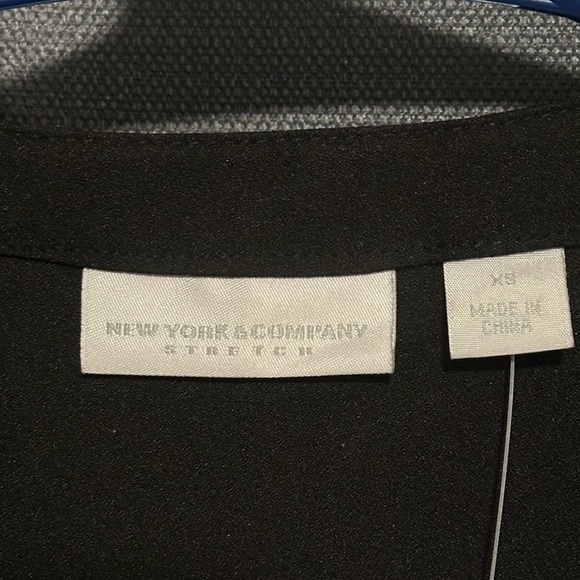 NEW YORK & COMPANY
STRETCH
XS
MADE IN
CHINA